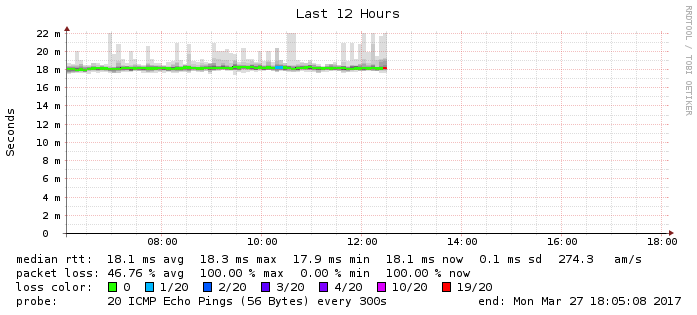 Last 12 Hours
RRDTOOL / TOBI OETIKER
Seconds
22 m
20 m
18 m
16 m
14 m
12 m
10 m
8 m
6 m
4 m
2 m
0
08:00 10:00 12:00 14:00 16:00 18:00
median rtt: 18.1 ms avg 18.3 ms max 17.9 ms min 18.1 ms now 0.1 ms sd 274.3 am/s
packet loss: 46.76 % avg 100.00 % max 0.00 % min 100.00 % now
loss color: 0 1/20 2/20 3/20 4/20 10/20 19/20
probe: 20 ICMP Echo Pings (56 Bytes) every 300s end: Mon Mar 27 18:05:08 2017